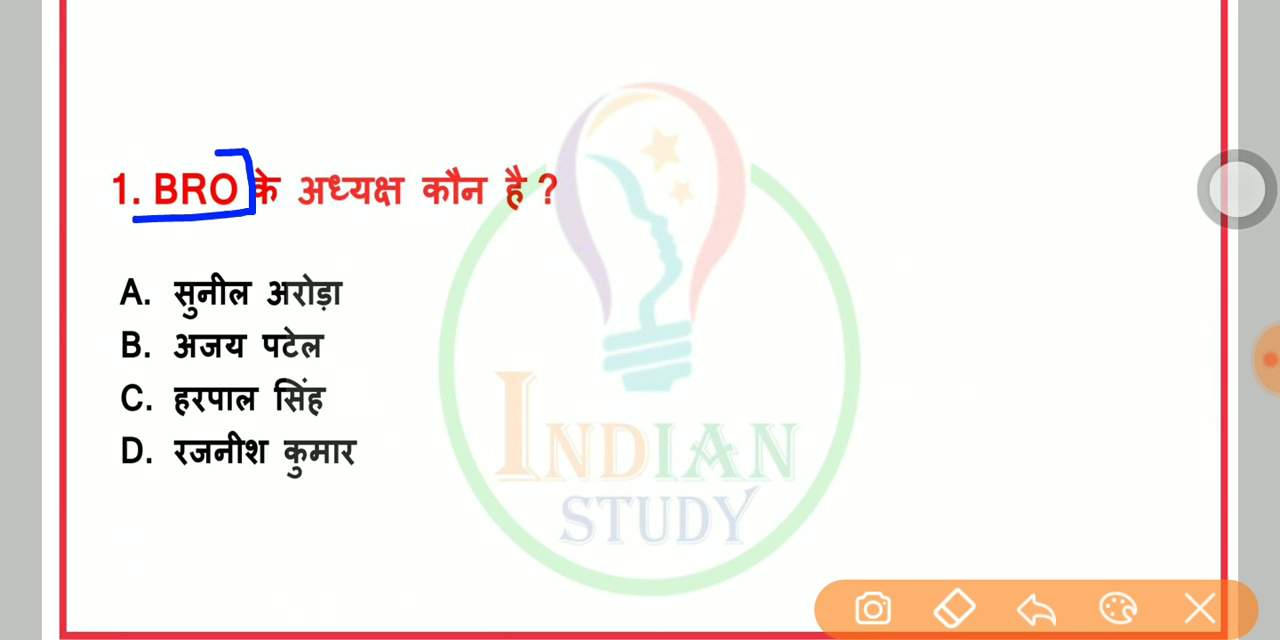 1. BRO के अध्यक्ष कौन है ?
A. सुनील अरोड़ा
B. अजय पटेल
C. हरपाल सिंह
D. रजनीश कुमार
INDIAN
STUDY